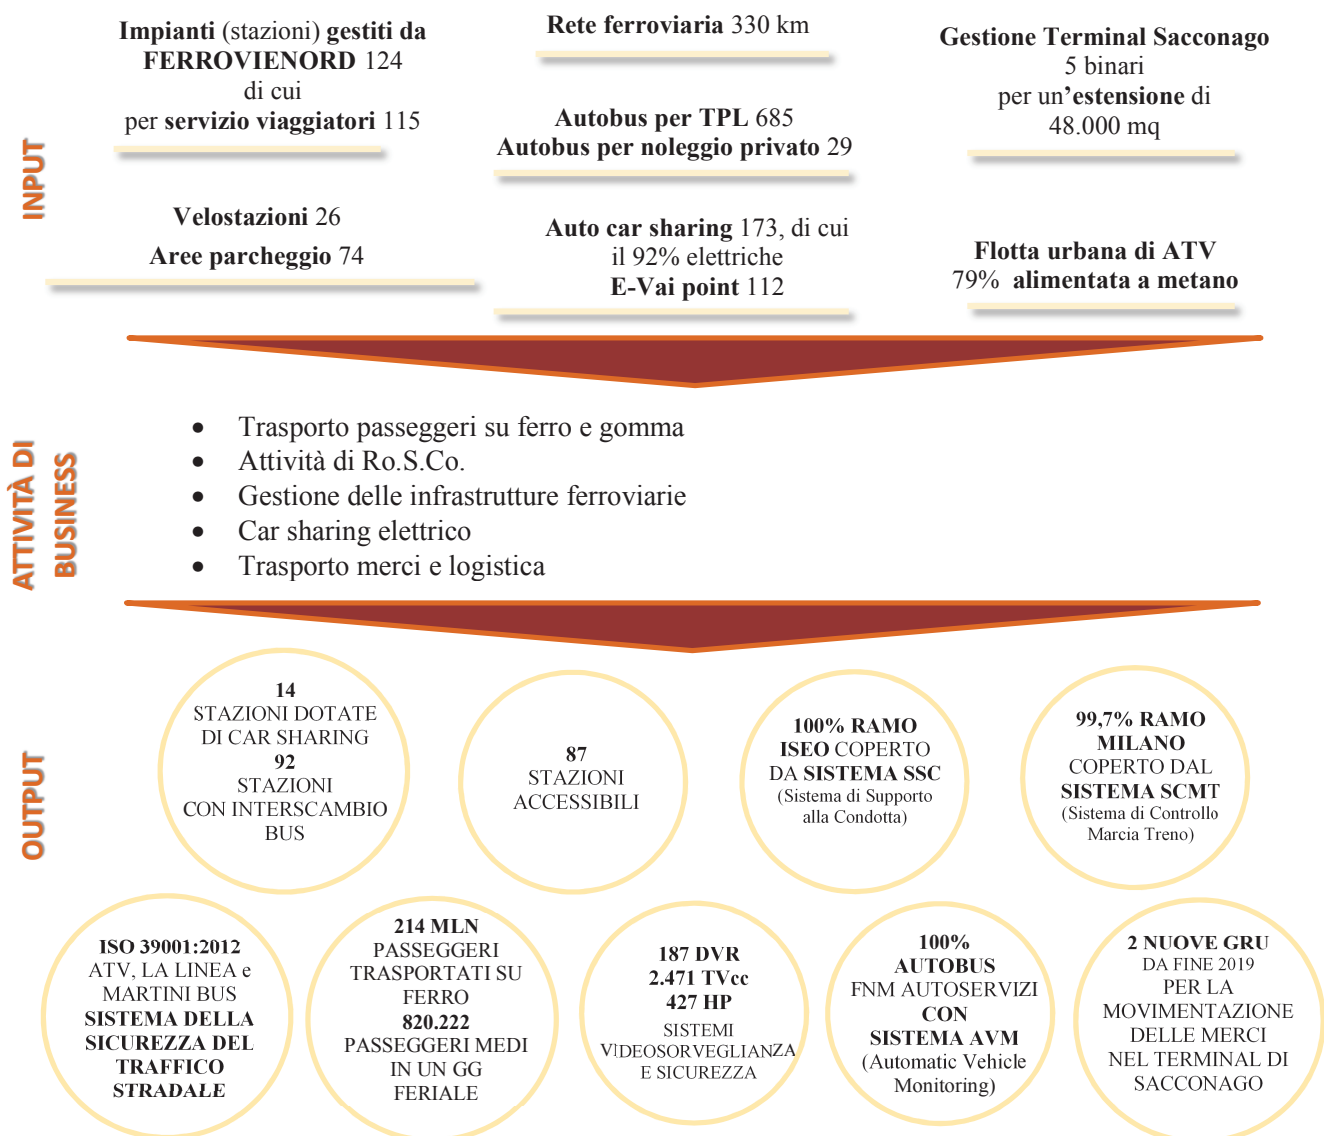 INPUT
Impianti (stazioni) gestiti da
FERROVIENORD 124
di cui
per servizio viaggiatori 115
Rete ferroviaria 330 km
Gestione Terminal Sacconago
5 binari
per un'estensione di
48.000 mq
Autobus per TPL 685
Autobus per noleggio privato 29
Velostazioni 26
Aree parcheggio 74
Auto car sharing 173, di cui
il 92% elettriche
E-Vai point 112
Flotta urbana di ATV
79% alimentata a metano
ATTIVITÀ DI
BUSINESS
• Trasporto passeggeri su ferro e gomma
• Attività di Ro.S.Co.
• Gestione delle infrastrutture ferroviarie
• Car sharing elettrico
• Trasporto merci e logistica
OUTPUT
14
STAZIONI DOTATE
DI CAR SHARING
92
STAZIONI
CON INTERSCAMBIO
BUS
87
STAZIONI
ACCESSIBILI
100% RAMO
ISEO COPERTO
DA SISTEMA SSC
(Sistema di Supporto
alla Condotta)
99,7% RAMO
MILANO
COPERTO DAL
SISTEMA SCMT
(Sistema di Controllo
Marcia Treno)
ISO 39001:2012
ATV, LA LINEA e
MARTINI BUS
SISTEMA DELLA
SICUREZZA DEL
TRAFFICO
STRADALE
214 MLN
PASSEGGERI
TRASPORTATI SU
FERRO
820.222
PASSEGGERI MEDI
IN UN GG
FERIALE
187 DVR
2.471 TVcc
427 HP
SISTEMI
VIDEOSORVEGLIANZA
E SICUREZZA
100%
AUTOBUS
FNM AUTOSERVIZI
CON
SISTEMA AVM
(Automatic Vehicle
Monitoring)
2 NUOVE GRU
DA FINE 2019
PER LA
MOVIMENTAZIONE
DELLE MERCI
NEL TERMINAL DI
SACCONAGO